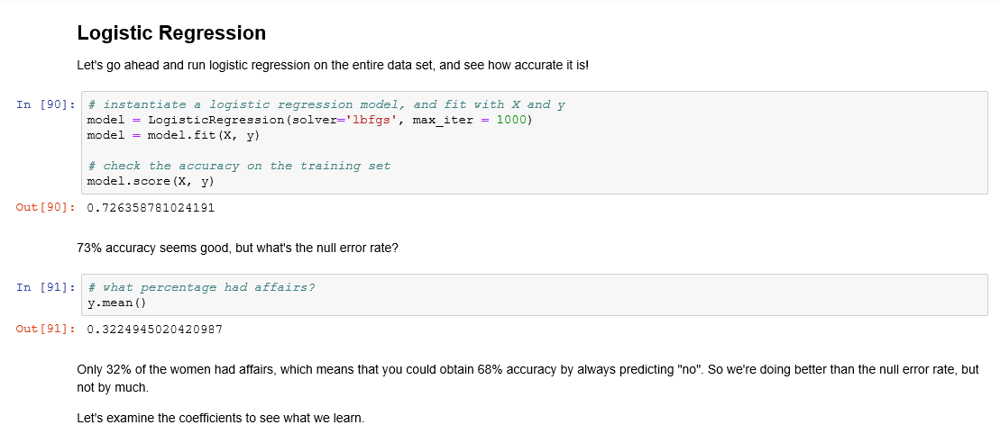 Logistic Regression
Let's go ahead and run logistic regression on the entire data set, and see how accurate it is!
In [90]: # instantiate a logistic regression model, and fit with X and y
model = LogisticRegression(solver='lbfgs', max_iter = 1000)
model = model.fit(X, y)
# check the accuracy on the training set
model.score(X, y)
Out[90]: 0.726358781024191
73% accuracy seems good, but what's the null error rate?
In [91]: # what percentage had affairs?
y.mean()
Out[91]: 0.3224945020420987
Only 32% of the women had affairs, which means that you could obtain 68% accuracy by always predicting "no". So we're doing better than the null error rate, but
not by much.
Let's examine the coefficients to see what we learn.